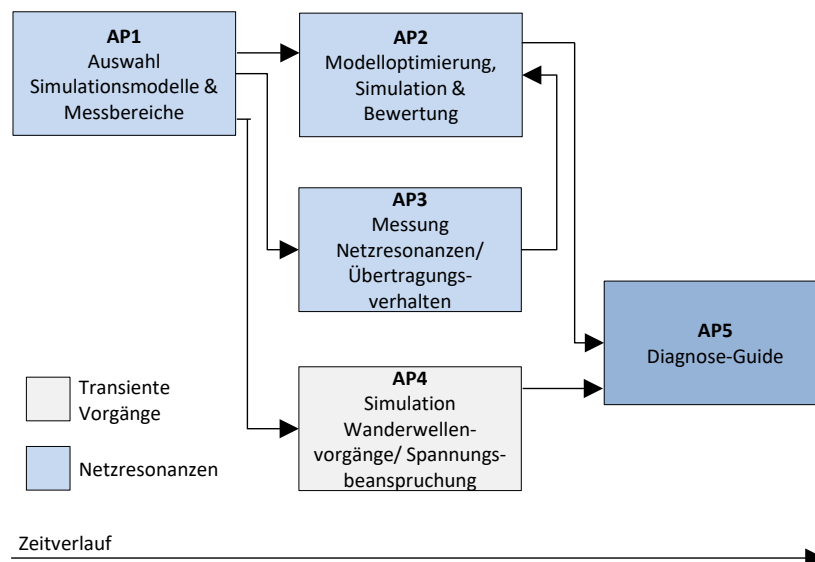 AP1
Auswahl
Simulationsmodelle &
Messbereiche
AP2
Modelloptimierung,
Simulation &
Bewertung
AP3
Messung
Netzresonanzen/
Übertragungs-
verhalten
AP4
Simulation
Wanderwellen-
vorgänge/ Spannungs-
beanspruchung
AP5
Diagnose-Guide
Transiente
Vorgänge
Netzresonanzen
Zeitverlauf